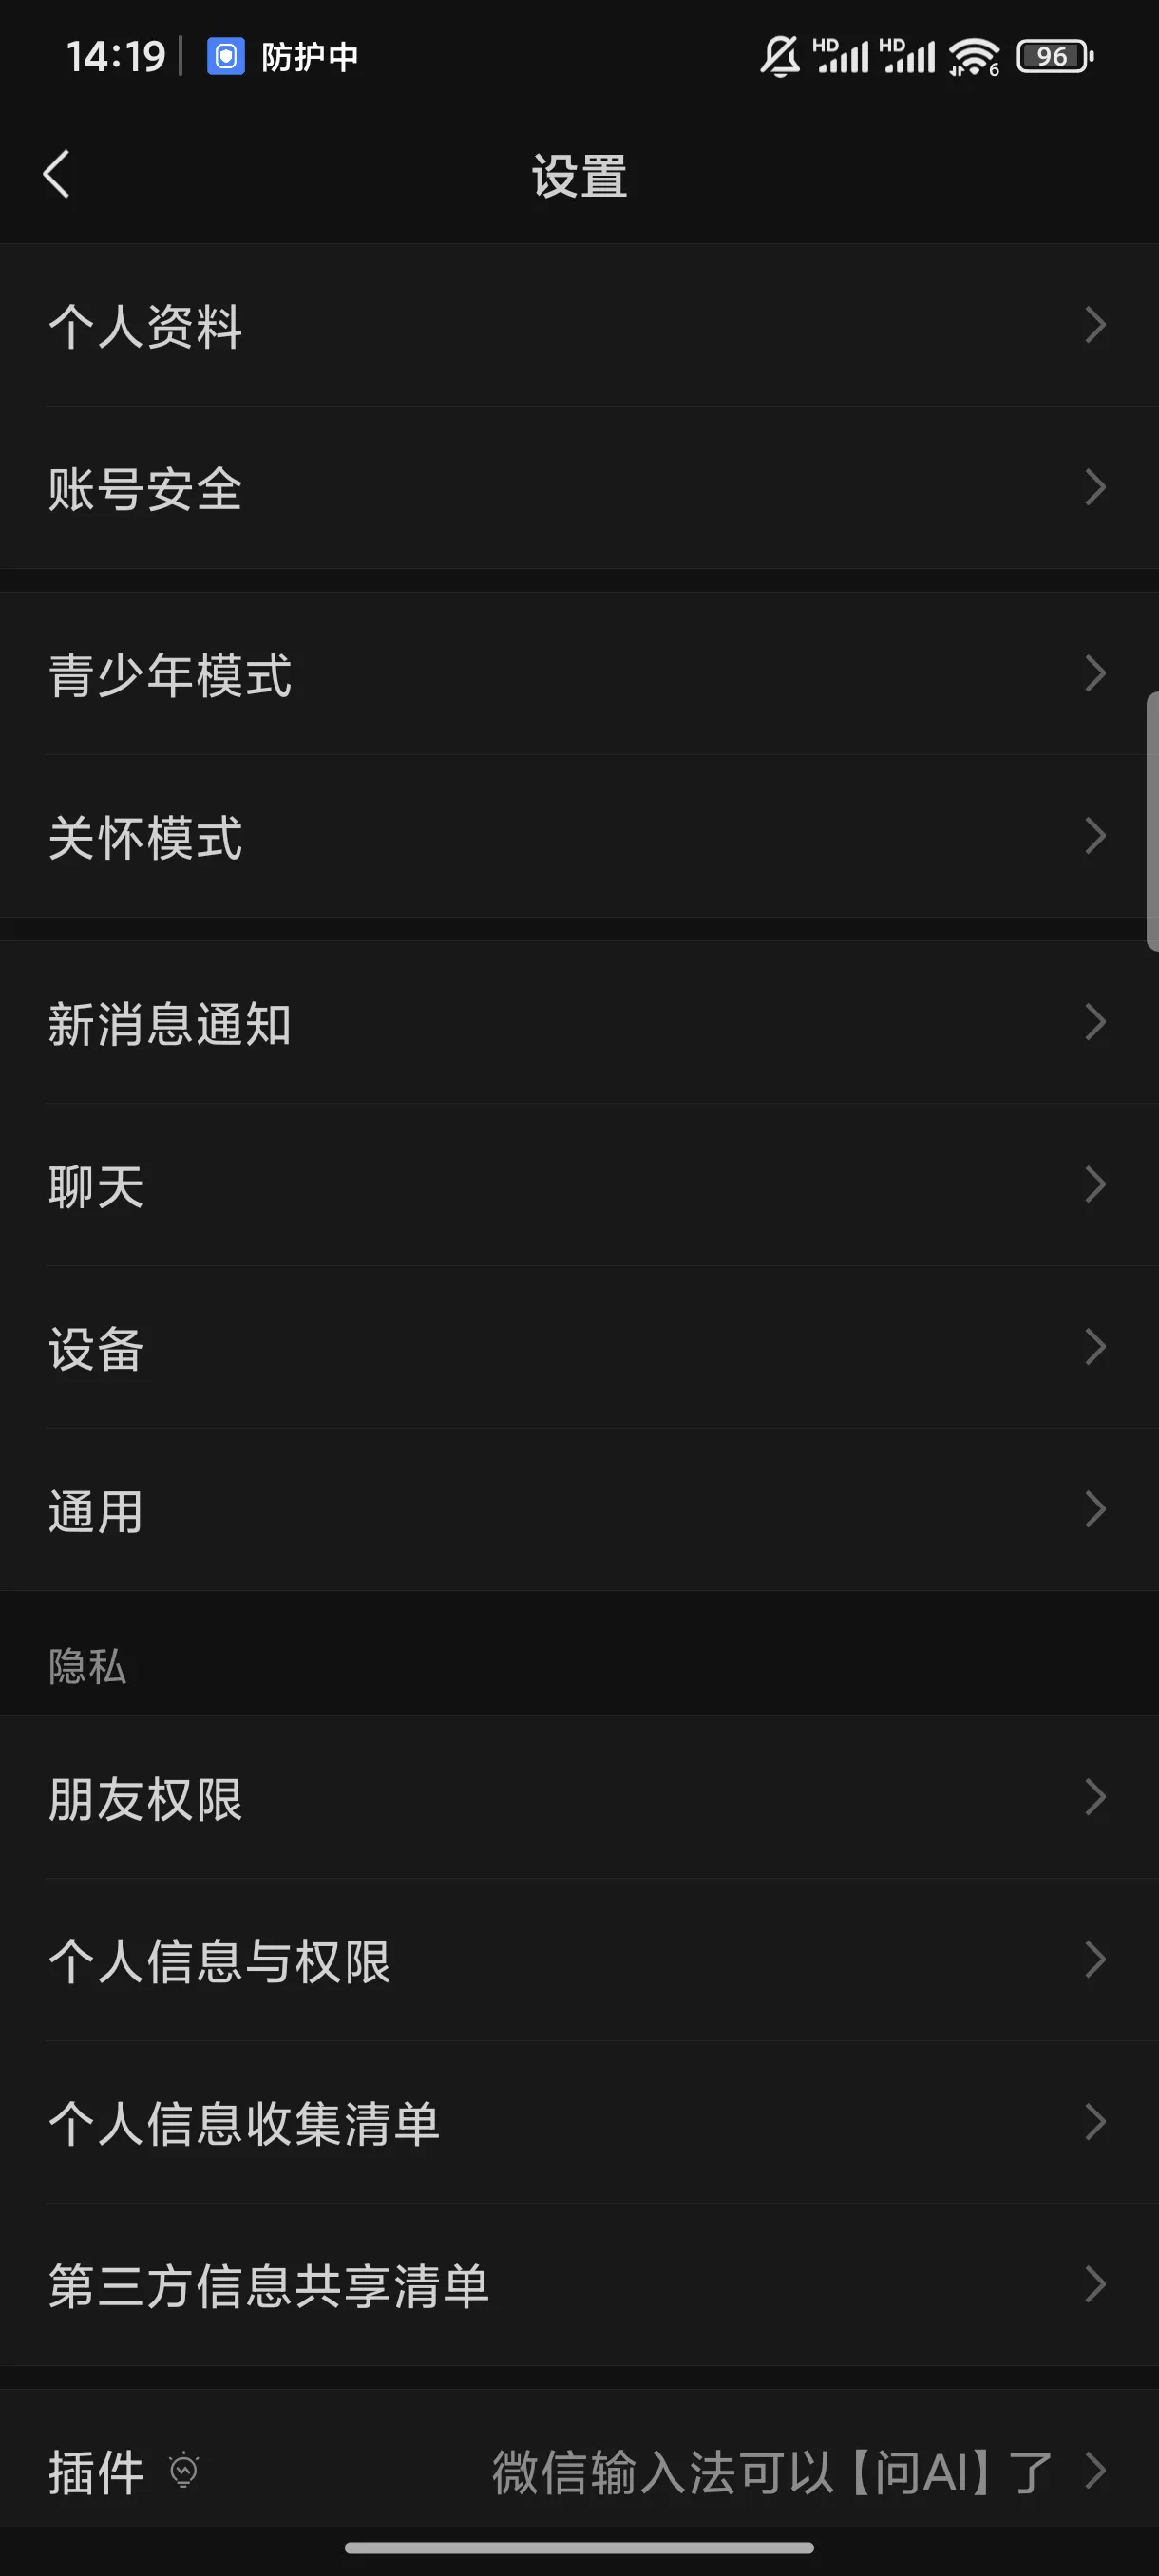 14:19 防护中 HD HD 6 96
设置
个人资料
账号安全
青少年模式
关怀模式
新消息通知
聊天
设备
通用
隐私
朋友权限
个人信息与权限
个人信息收集清单
第三方信息共享清单
插件 微信输入法可以【问AI】了